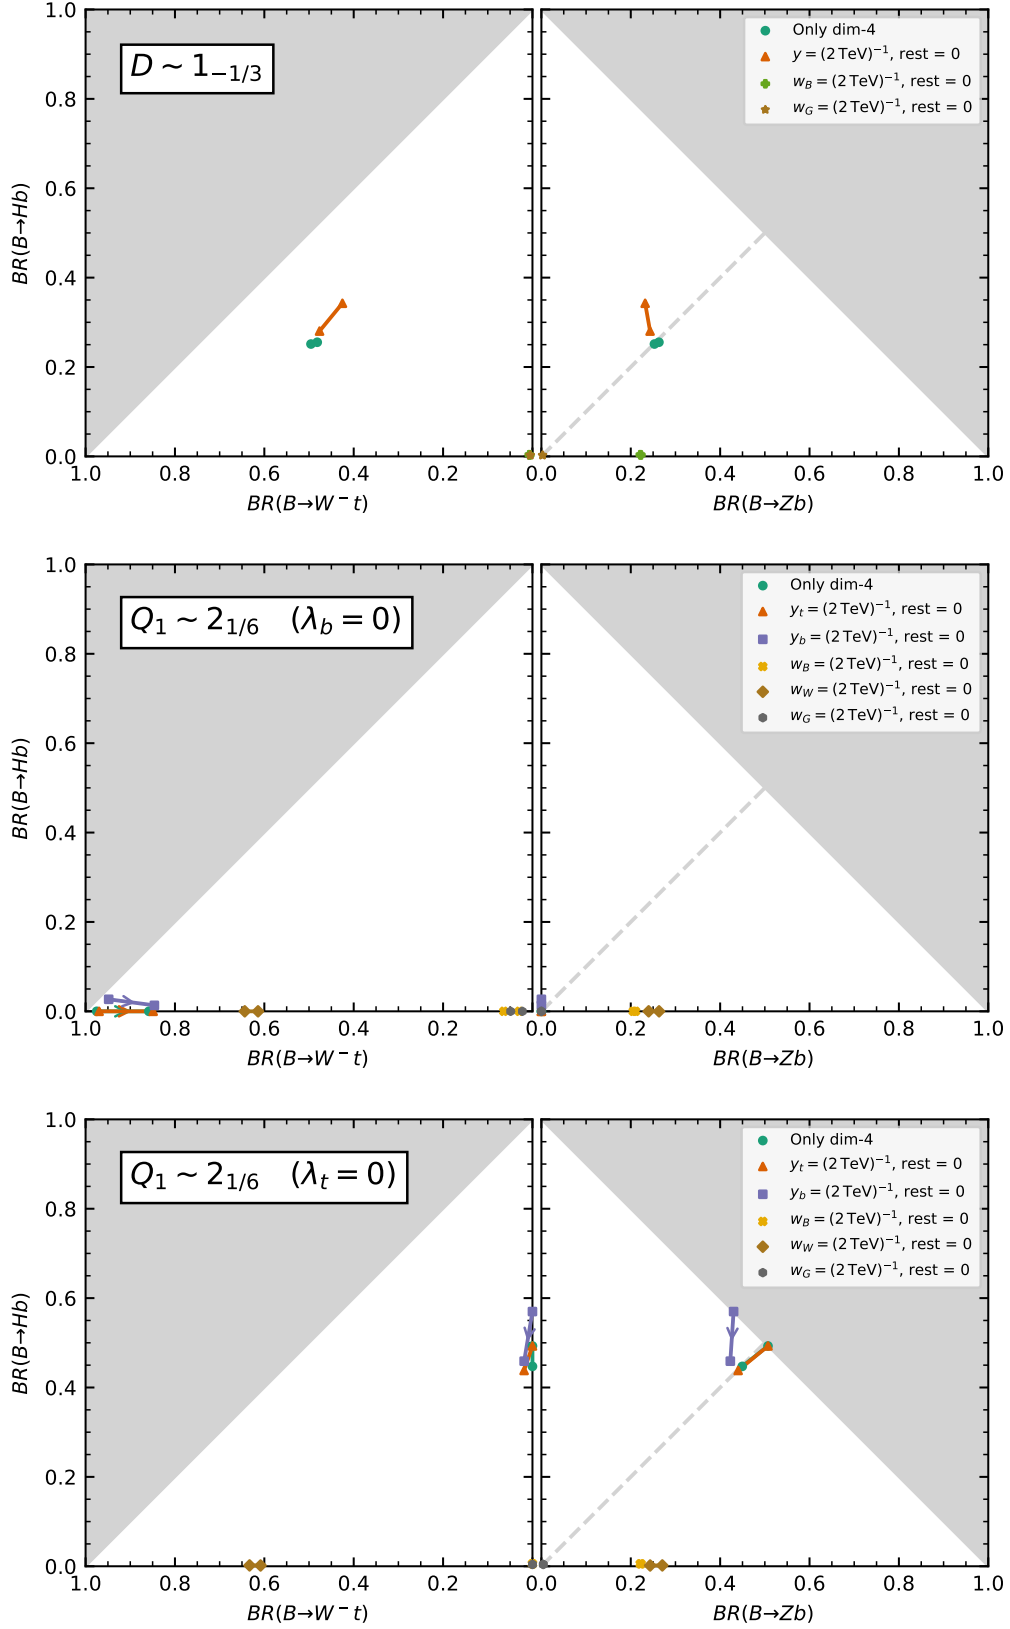 D ~ 1₋₁/₃
Only dim-4
y = (2 TeV)⁻¹, rest = 0
w_B = (2 TeV)⁻¹, rest = 0
w_G = (2 TeV)⁻¹, rest = 0
BR(B→Hb)
1.0
0.8
0.6
0.4
0.2
0.0
1.0 0.8 0.6 0.4 0.2 0.0 0.2 0.4 0.6 0.8 1.0
BR(B→W⁻t) BR(B→Zb)
Q₁ ~ 2₁/₆ (λ_b = 0)
Only dim-4
y_t = (2 TeV)⁻¹, rest = 0
y_b = (2 TeV)⁻¹, rest = 0
w_B = (2 TeV)⁻¹, rest = 0
w_W = (2 TeV)⁻¹, rest = 0
w_G = (2 TeV)⁻¹, rest = 0
BR(B→Hb)
1.0
0.8
0.6
0.4
0.2
0.0
1.0 0.8 0.6 0.4 0.2 0.0 0.2 0.4 0.6 0.8 1.0
BR(B→W⁻t) BR(B→Zb)
Q₁ ~ 2₁/₆ (λ_t = 0)
Only dim-4
y_t = (2 TeV)⁻¹, rest = 0
y_b = (2 TeV)⁻¹, rest = 0
w_B = (2 TeV)⁻¹, rest = 0
w_W = (2 TeV)⁻¹, rest = 0
w_G = (2 TeV)⁻¹, rest = 0
BR(B→Hb)
1.0
0.8
0.6
0.4
0.2
0.0
1.0 0.8 0.6 0.4 0.2 0.0 0.2 0.4 0.6 0.8 1.0
BR(B→W⁻t) BR(B→Zb)